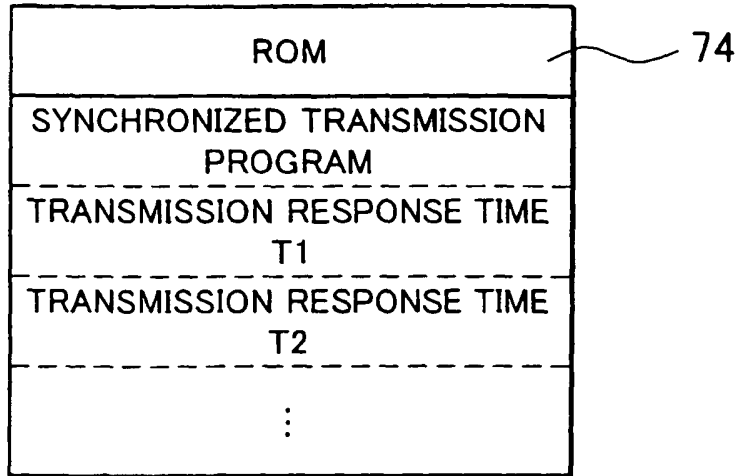 ROM
74
SYNCHRONIZED TRANSMISSION
PROGRAM
TRANSMISSION RESPONSE TIME
T1
TRANSMISSION RESPONSE TIME
T2
⋮